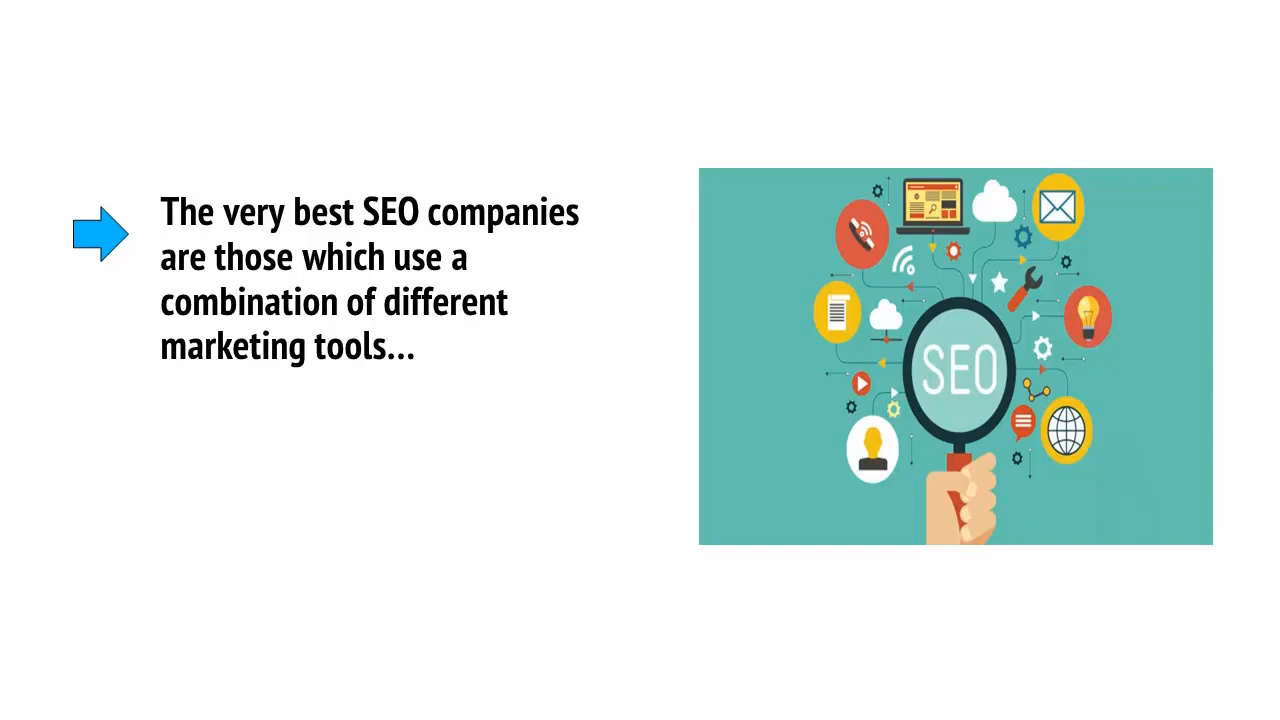 The very best SEO companies
are those which use a
combination of different
marketing tools...
SEO